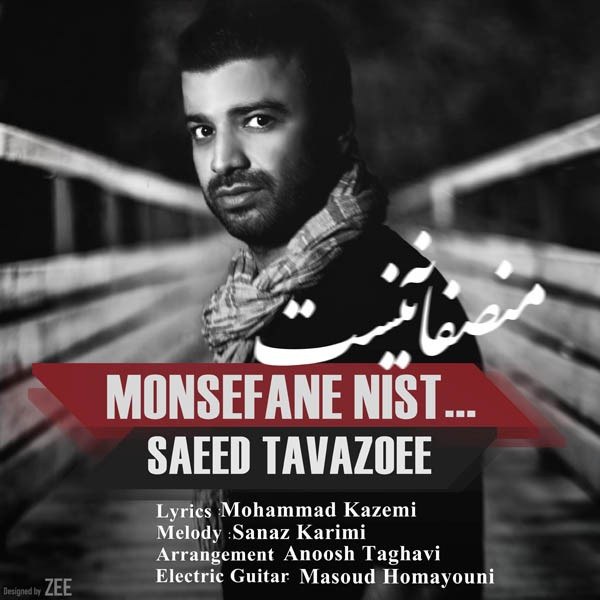 منصفانه نیست
MONSEFANE NIST...
SAEED TAVAZOEE
Lyrics :Mohammad Kazemi
Melody :Sanaz Karimi
Arrangement Anoosh Taghavi
Electric Guitar: Masoud Homayouni
Designed by ZEE